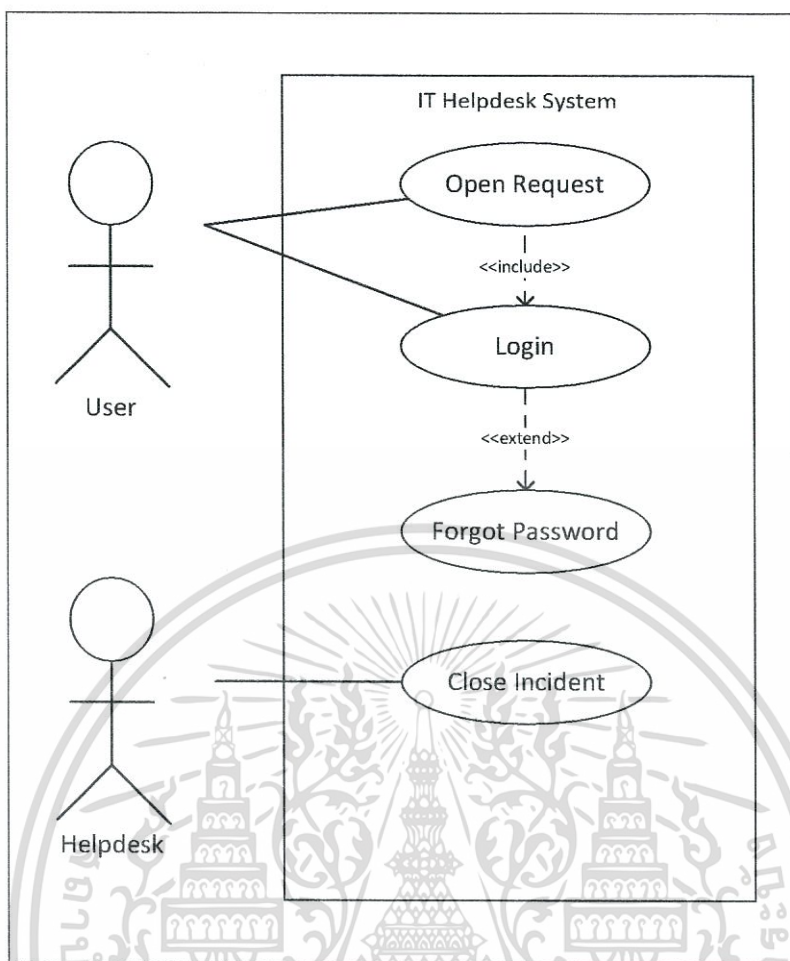 IT Helpdesk System
Open Request
<<include>>
Login
User
<<extend>>
Forgot Password
Close Incident
Helpdesk